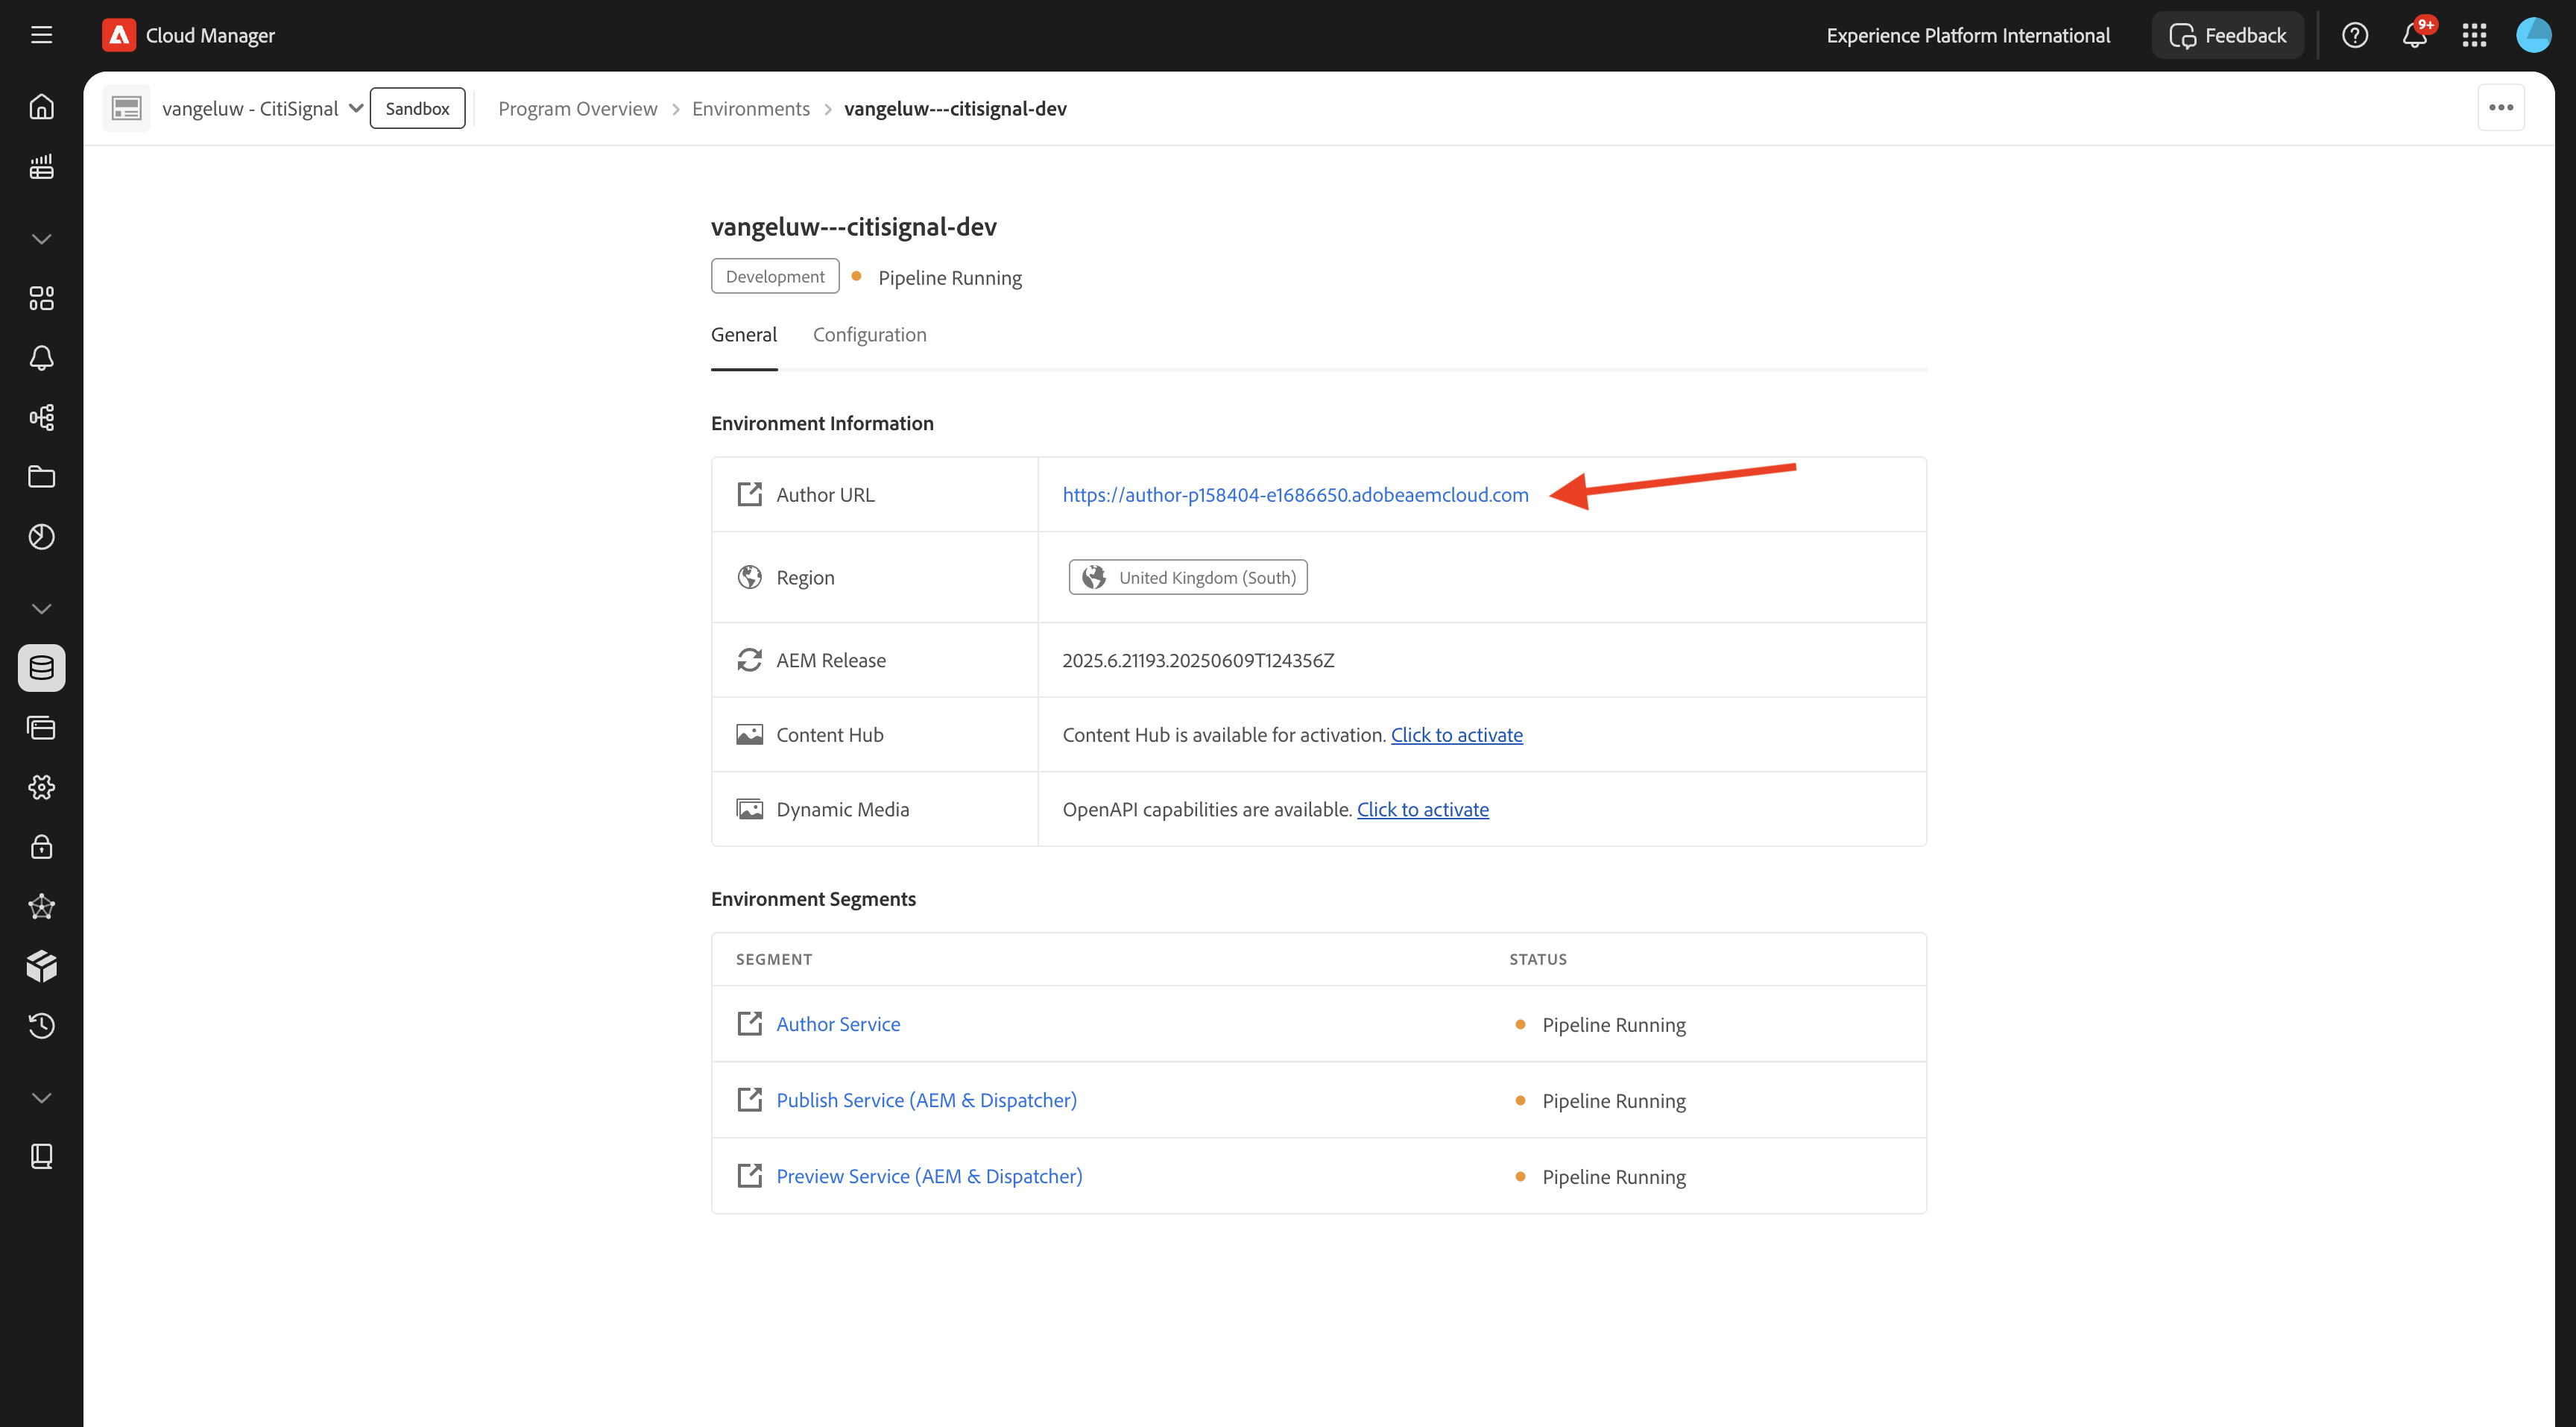 Cloud Manager
Experience Platform International
Feedback
9+
vangeluw - CitiSignal
Sandbox
Program Overview
Environments
vangeluw---citisignal-dev
vangeluw---citisignal-dev
Development
Pipeline Running
General
Configuration
Environment Information
Author URL
https://author-p158404-e1686650.adobeaemcloud.com
Region
United Kingdom (South)
AEM Release
2025.6.21193.20250609T124356Z
Content Hub
Content Hub is available for activation. Click to activate
Dynamic Media
OpenAPI capabilities are available. Click to activate
Environment Segments
SEGMENT
STATUS
Author Service
Pipeline Running
Publish Service (AEM & Dispatcher)
Pipeline Running
Preview Service (AEM & Dispatcher)
Pipeline Running